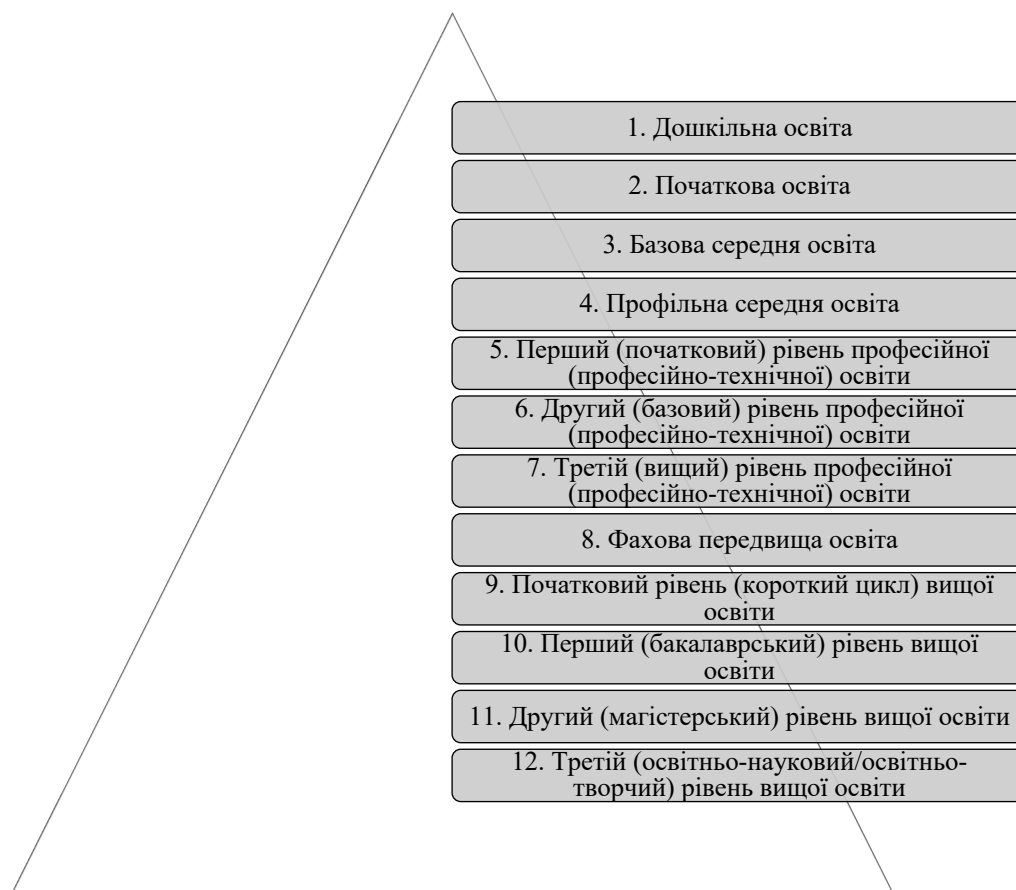 1. Дошкільна освіта
2. Початкова освіта
3. Базова середня освіта
4. Профільна середня освіта
5. Перший (початковий) рівень професійної
(професійно-технічної) освіти
6. Другий (базовий) рівень професійної
(професійно-технічної) освіти
7. Третій (вищий) рівень професійної
(професійно-технічної) освіти
8. Фахова передвища освіта
9. Початковий рівень (короткий цикл) вищої
освіти
10. Перший (бакалаврський) рівень вищої
освіти
11. Другий (магістерський) рівень вищої освіти
12. Третій (освітньо-науковий/освітньо-
творчий) рівень вищої освіти